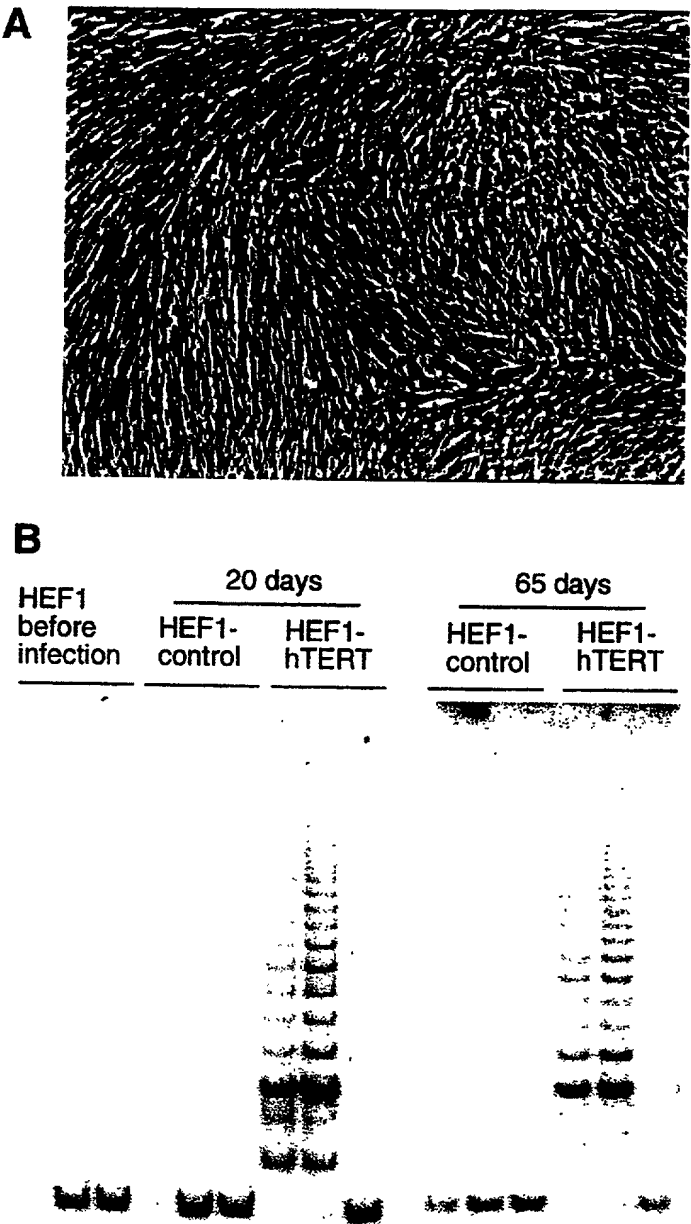 A
B
20 days
65 days
HEF1
before
infection
HEF1-
control
HEF1-
hTERT
HEF1-
control
HEF1-
hTERT